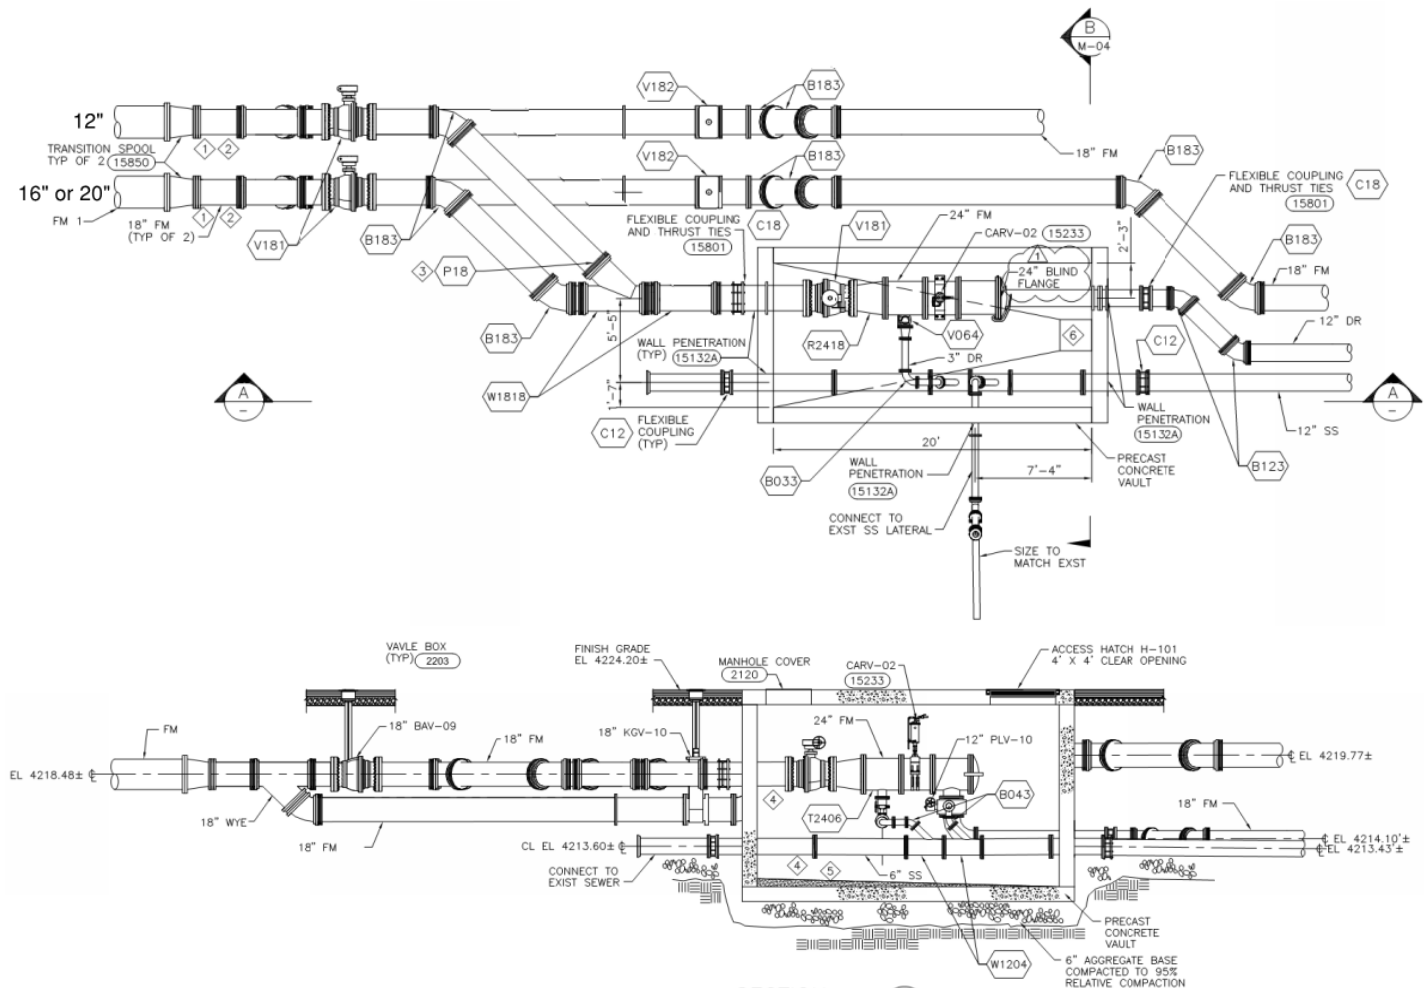 B
M-04
12"
TRANSITION SPOOL
TYP OF 2 15850
1 2
V182
B183
18" FM
B183
V182
B183
FLEXIBLE COUPLING
AND THRUST TIES
15801
C18
16" or 20"
FM 1
18" FM
(TYP OF 2)
1 2
V181
B183
3 P18
FLEXIBLE COUPLING
AND THRUST TIES
15801
C18
V181
24" FM
CARV-02 15233
1
24" BLIND
FLANGE
2'-3"
B183
18" FM
B183
5'-5"
WALL PENETRATION
(TYP) 15132A
R2418
V064
6
3" DR
C12
12" DR
A
–
W1818
1'-7"
C12
FLEXIBLE
COUPLING
(TYP)
20'
WALL
PENETRATION
15132A
A
–
12" SS
B033
WALL
PENETRATION
15132A
7'-4"
PRECAST
CONCRETE
VAULT
B123
CONNECT TO
EXST SS LATERAL
SIZE TO
MATCH EXST
VAVLE BOX
(TYP) 2203
FINISH GRADE
EL 4224.20±
MANHOLE COVER
2120
CARV-02
15233
ACCESS HATCH H-101
4' X 4' CLEAR OPENING
FM
18" BAV-09
18" FM
18" KGV-10
24" FM
12" PLV-10
EL 4218.48±
EL 4219.77±
4
T2406
B043
18" WYE
18" FM
18" FM
CL EL 4213.60±
EL 4214.10'±
EL 4213.43'±
CONNECT TO
EXIST SEWER
4
5
6" SS
W1204
PRECAST
CONCRETE
VAULT
6" AGGREGATE BASE
COMPACTED TO 95%
RELATIVE COMPACTION